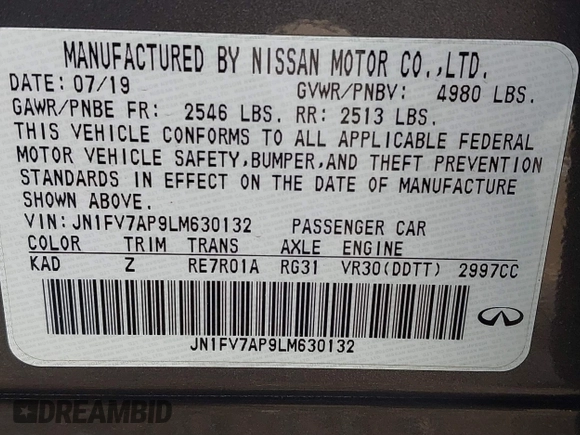 MANUFACTURED BY NISSAN MOTOR CO.,LTD.
DATE: 07/19 GVWR/PNBV: 4980 LBS.
GAWR/PNBE FR: 2546 LBS. RR: 2513 LBS.
THIS VEHICLE CONFORMS TO ALL APPLICABLE FEDERAL
MOTOR VEHICLE SAFETY,BUMPER,AND THEFT PREVENTION
STANDARDS IN EFFECT ON THE DATE OF MANUFACTURE
SHOWN ABOVE.
VIN:JN1FV7AP9LM630132 PASSENGER CAR
COLOR TRIM TRANS AXLE ENGINE
KAD Z RE7R01A RG31 VR30(DDTT) 2997CC
JN1FV7AP9LM630132
DREAMBID